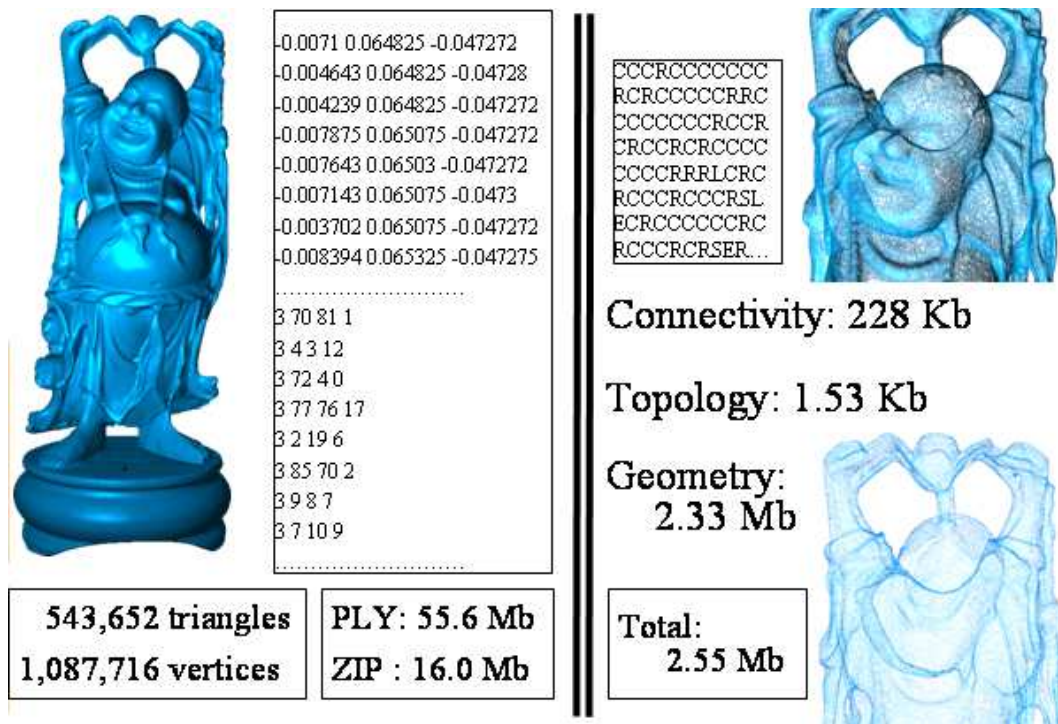 -0.0071 0.064825 -0.047272
-0.004643 0.064825 -0.04728
-0.004239 0.064825 -0.047272
-0.007875 0.065075 -0.047272
-0.007643 0.06503 -0.047272
-0.007143 0.065075 -0.0473
-0.003702 0.065075 -0.047272
-0.008394 0.065325 -0.047275
............................
3 70 81 1
3 4 3 12
3 72 4 0
3 77 76 17
3 2 19 6
3 85 70 2
3 9 8 7
3 7 10 9
............................
543,652 triangles
1,087,716 vertices
PLY: 55.6 Mb
ZIP : 16.0 Mb
CCCRCCCCCCC
RCRCCCCCRRC
CCCCCCCRCCR
CRCCRCRCCCC
CCCCRRRLCRC
RCCCRCCCRSL
ECRCCCCCCRC
RCCCRCRSER...
Connectivity: 228 Kb
Topology: 1.53 Kb
Geometry:
2.33 Mb
Total:
2.55 Mb